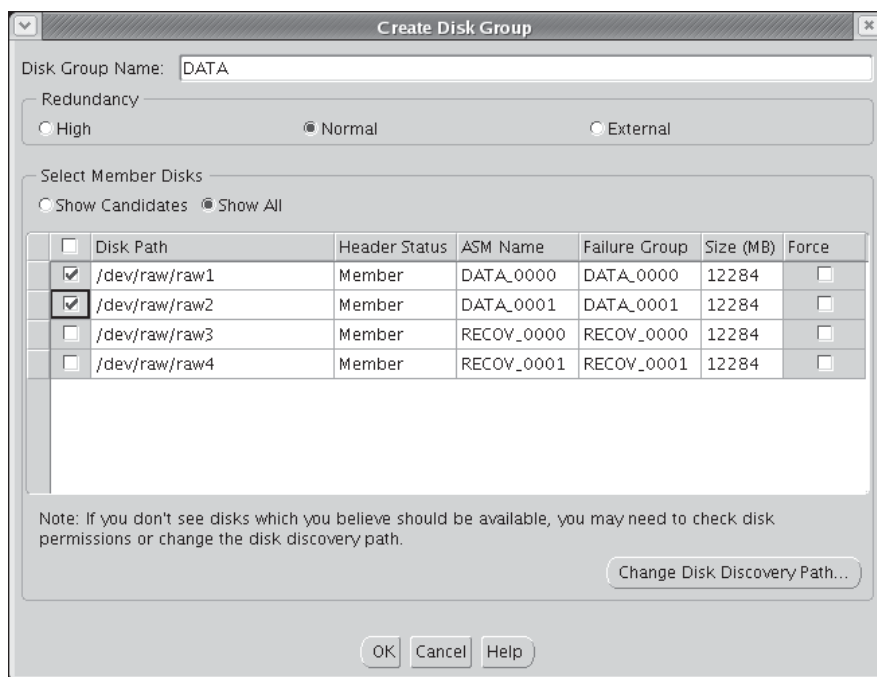 Create Disk Group
Disk Group Name: DATA
Redundancy
High Normal External
Select Member Disks
Show Candidates Show All
Disk Path Header Status ASM Name Failure Group Size (MB) Force
/dev/raw/raw1 Member DATA_0000 DATA_0000 12284
/dev/raw/raw2 Member DATA_0001 DATA_0001 12284
/dev/raw/raw3 Member RECOV_0000 RECOV_0000 12284
/dev/raw/raw4 Member RECOV_0001 RECOV_0001 12284
Note: If you don't see disks which you believe should be available, you may need to check disk
permissions or change the disk discovery path.
Change Disk Discovery Path...
OK Cancel Help